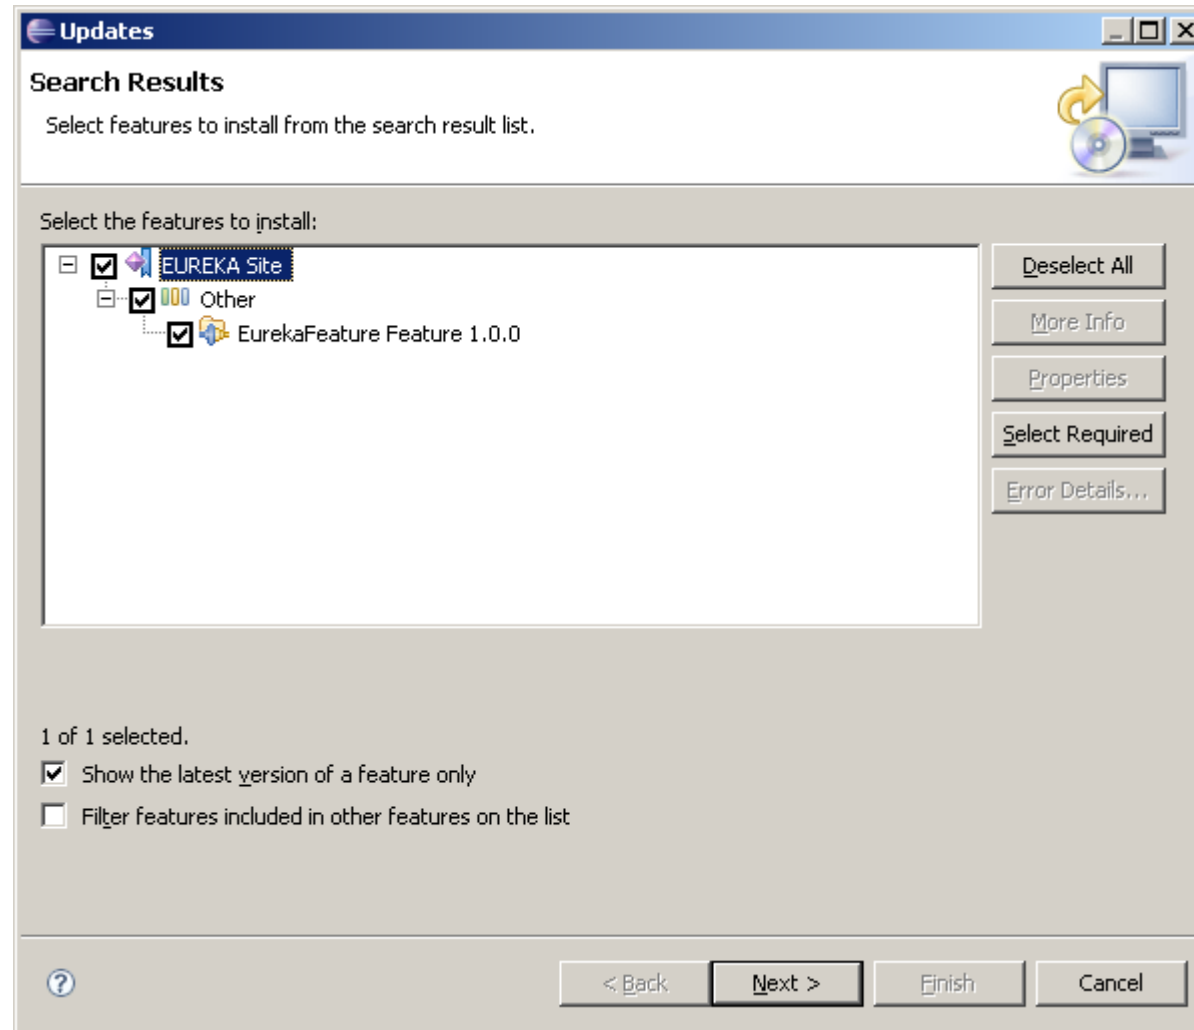 Updates
Search Results
Select features to install from the search result list.
Select the features to install:
EUREKA Site
Other
EurekaFeature Feature 1.0.0
Deselect All
More Info
Properties
Select Required
Error Details...
1 of 1 selected.
Show the latest version of a feature only
Filter features included in other features on the list
?
< Back
Next >
Finish
Cancel